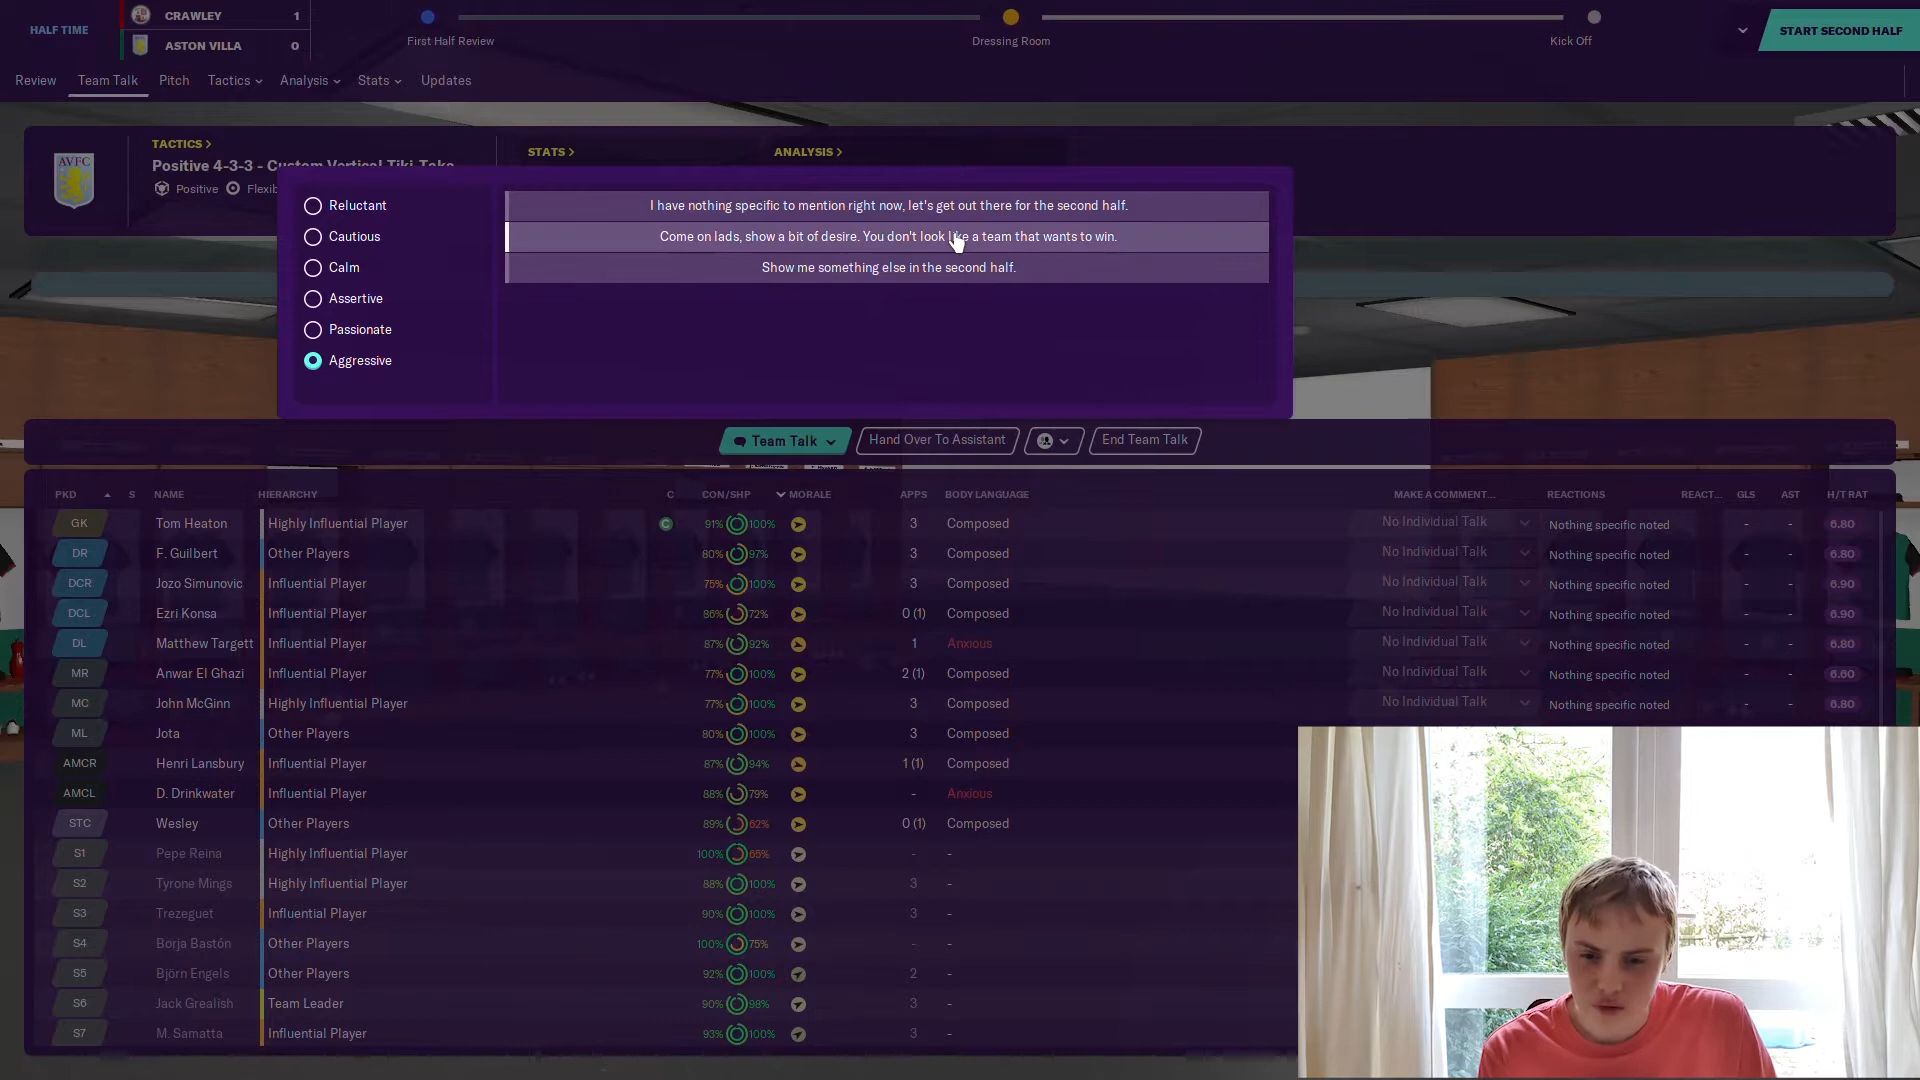 HALF TIME
CRAWLEY 1
ASTON VILLA 0
First Half Review
Dressing Room
Kick Off
START SECOND HALF
Review Team Talk Pitch Tactics Analysis Stats Updates
AVFC
TACTICS >
Positive 4-3-3 - Custom Vertical Tiki-Taka
Positive Flexib
STATS >
ANALYSIS >
Reluctant
Cautious
Calm
Assertive
Passionate
Aggressive
I have nothing specific to mention right now, let's get out there for the second half.
Come on lads, show a bit of desire. You don't look like a team that wants to win.
Show me something else in the second half.
Team Talk Hand Over To Assistant End Team Talk
PKD S NAME HIERARCHY C CON/SHP MORALE APPS BODY LANGUAGE MAKE A COMMENT... REACTIONS REACT... GLS AST H/T RAT
GK Tom Heaton Highly Influential Player C 91% 100% 3 Composed No Individual Talk Nothing specific noted - - 6.80
DR F. Guilbert Other Players 80% 97% 3 Composed No Individual Talk Nothing specific noted - - 6.80
DCR Jozo Simunovic Influential Player 75% 100% 3 Composed No Individual Talk Nothing specific noted - - 6.90
DCL Ezri Konsa Influential Player 86% 72% 0 (1) Composed No Individual Talk Nothing specific noted - - 6.90
DL Matthew Targett Influential Player 87% 92% 1 Anxious No Individual Talk Nothing specific noted - - 6.80
MR Anwar El Ghazi Influential Player 77% 100% 2 (1) Composed No Individual Talk Nothing specific noted - - 6.60
MC John McGinn Highly Influential Player 77% 100% 3 Composed No Individual Talk Nothing specific noted - - 6.80
ML Jota Other Players 80% 100% 3 Composed
AMCR Henri Lansbury Influential Player 87% 94% 1 (1) Composed
AMCL D. Drinkwater Influential Player 88% 79% - Anxious
STC Wesley Other Players 89% 62% 0 (1) Composed
S1 Pepe Reina Highly Influential Player 100% 65% - -
S2 Tyrone Mings Highly Influential Player 88% 100% 3 -
S3 Trezeguet Influential Player 90% 100% 3 -
S4 Borja Bastón Other Players 100% 75% - -
S5 Björn Engels Other Players 92% 100% 2 -
S6 Jack Grealish Team Leader 90% 98% 3 -
S7 M. Samatta Influential Player 93% 100% 3 -